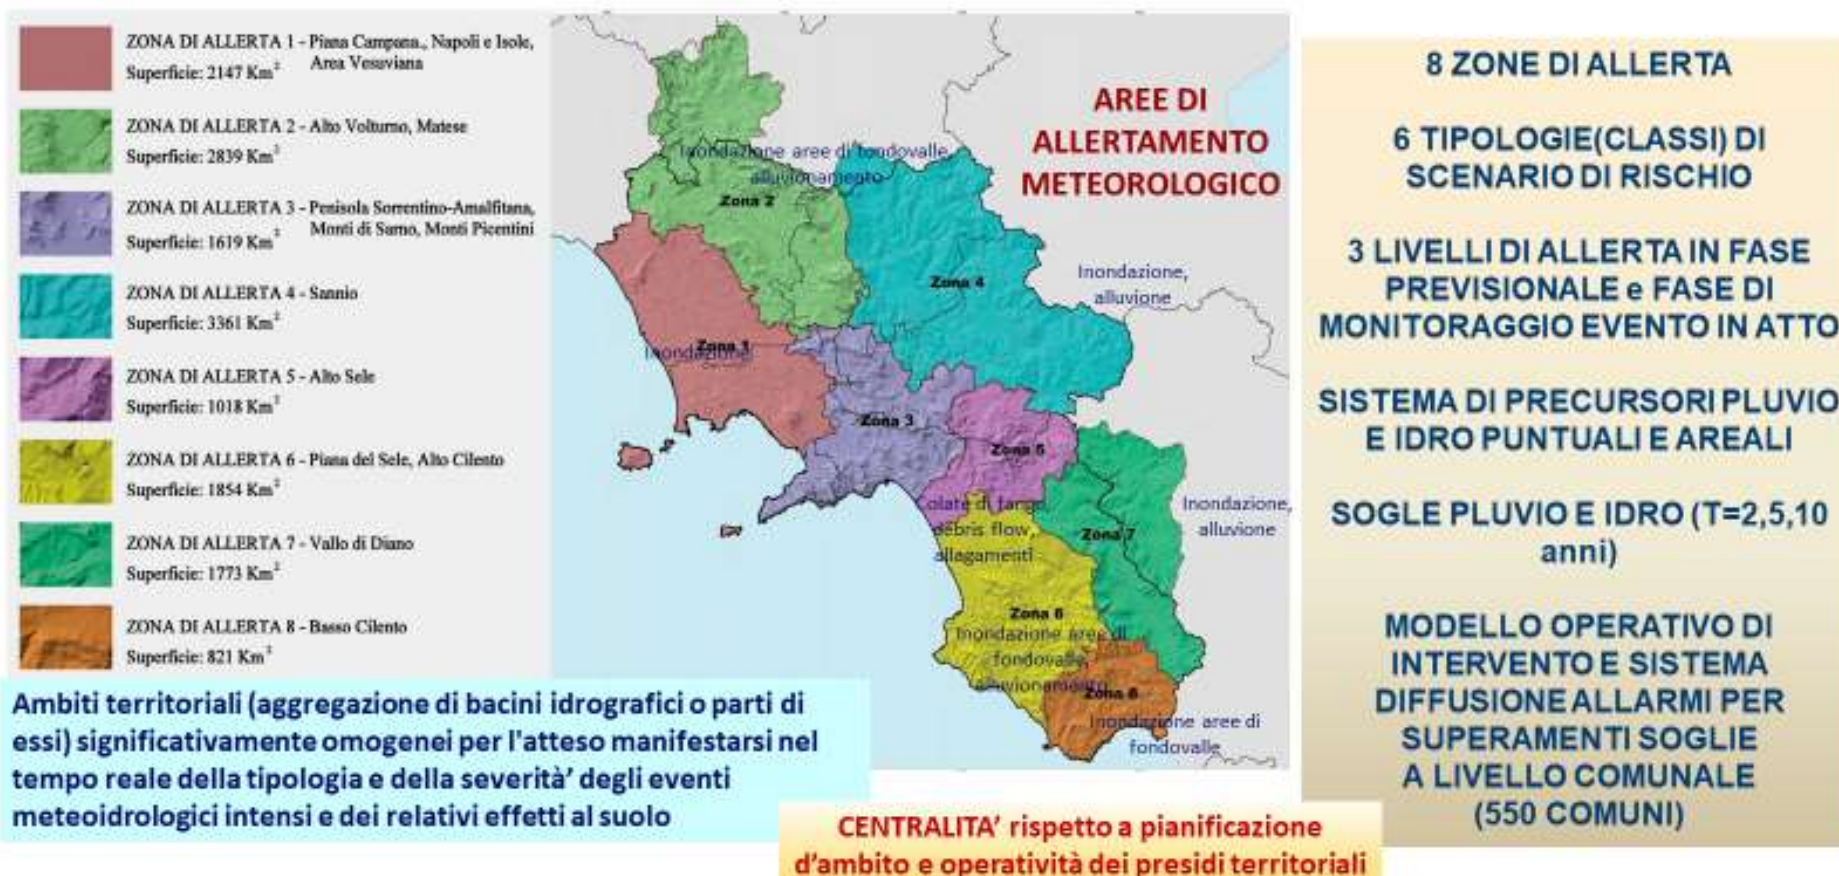 ZONA DI ALLERTA 1 - Piana Campana., Napoli e Isole,
Area Vesuviana
Superficie: 2147 Km²
ZONA DI ALLERTA 2 - Alto Volturno, Matese
Superficie: 2839 Km²
ZONA DI ALLERTA 3 - Penisola Sorrentino-Amalfitana,
Monti di Sarno, Monti Picentini
Superficie: 1619 Km²
ZONA DI ALLERTA 4 - Sannio
Superficie: 3361 Km²
ZONA DI ALLERTA 5 - Alto Sele
Superficie: 1018 Km²
ZONA DI ALLERTA 6 - Piana del Sele, Alto Cilento
Superficie: 1854 Km²
ZONA DI ALLERTA 7 - Vallo di Diano
Superficie: 1773 Km²
ZONA DI ALLERTA 8 - Basso Cilento
Superficie: 821 Km²
AREE DI
ALLERTAMENTO
METEOROLOGICO
Inondazione aree di fondovalle,
alluvionamento
Zona 2
Zona 4
Inondazione,
alluvione
Zona 1
Inondazione
Zona 3
Zona 5
Colate di fango,
debris flow,
allagamenti
Inondazione,
alluvione
Zona 7
Zona 6
Inondazione aree di
fondovalle,
alluvionamento
Zona 8
Inondazione aree di
fondovalle
Ambiti territoriali (aggregazione di bacini idrografici o parti di
essi) significativamente omogenei per l'atteso manifestarsi nel
tempo reale della tipologia e della severità' degli eventi
meteoidrologici intensi e dei relativi effetti al suolo
CENTRALITA' rispetto a pianificazione
d'ambito e operatività dei presidi territoriali
8 ZONE DI ALLERTA
6 TIPOLOGIE(CLASSI) DI
SCENARIO DI RISCHIO
3 LIVELLI DI ALLERTA IN FASE
PREVISIONALE e FASE DI
MONITORAGGIO EVENTO IN ATTO
SISTEMA DI PRECURSORI PLUVIO
E IDRO PUNTUALI E AREALI
SOGLE PLUVIO E IDRO (T=2,5,10
anni)
MODELLO OPERATIVO DI
INTERVENTO E SISTEMA
DIFFUSIONE ALLARMI PER
SUPERAMENTI SOGLIE
A LIVELLO COMUNALE
(550 COMUNI)